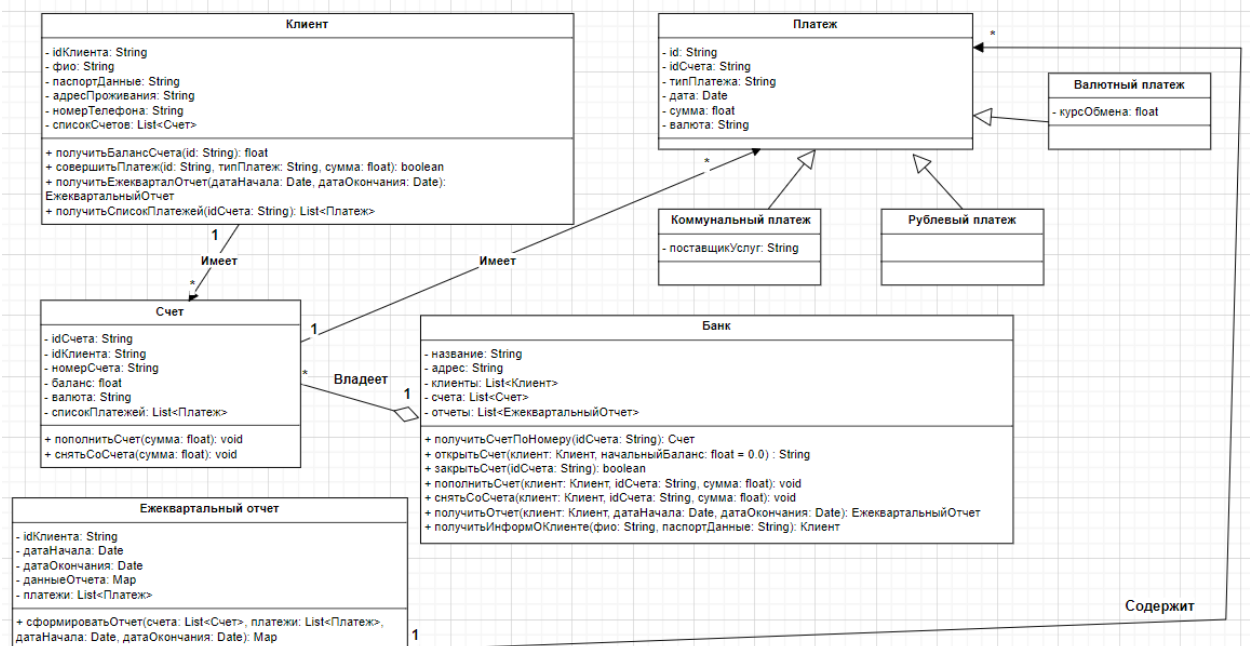 Клиент
- idКлиента: String
- фио: String
- паспортДанные: String
- адресПроживания: String
- номерТелефона: String
- списокСчетов: List<Счет>
+ получитьБалансСчета(id: String): float
+ совершитьПлатеж(id: String, типПлатеж: String, сумма: float): boolean
+ получитьЕжекварталОтчет(датаНачала: Date, датаОкончания: Date):
ЕжеквартальныйОтчет
+ получитьСписокПлатежей(idСчета: String): List<Платеж>
Платеж
- id: String
- idСчета: String
- типПлатежа: String
- дата: Date
- сумма: float
- валюта: String
*
Валютный платеж
- курсОбмена: float
*
Коммунальный платеж
- поставщикУслуг: String
Рублевый платеж
1
Имеет
*
Имеет
1
Счет
- idСчета: String
- idКлиента: String
- номерСчета: String
- баланс: float
- валюта: String
- списокПлатежей: List<Платеж>
+ пополнитьСчет(сумма: float): void
+ снятьСоСчета(сумма: float): void
*
Владеет
1
Банк
- название: String
- адрес: String
- клиенты: List<Клиент>
- счета: List<Счет>
- отчеты: List<ЕжеквартальныйОтчет>
+ получитьСчетПоНомеру(idСчета: String): Счет
+ открытьСчет(клиент: Клиент, начальныйБаланс: float = 0.0) : String
+ закрытьСчет(idСчета: String): boolean
+ пополнитьСчет(клиент: Клиент, idСчета: String, сумма: float): void
+ снятьСоСчета(клиент: Клиент, idСчета: String, сумма: float): void
+ получитьОтчет(клиент: Клиент, датаНачала: Date, датаОкончания: Date): ЕжеквартальныйОтчет
+ получитьИнформОКлиенте(фио: String, паспортДанные: String): Клиент
Ежеквартальный отчет
- idКлиента: String
- датаНачала: Date
- датаОкончания: Date
- данныеОтчета: Map
- платежи: List<Платеж>
+ сформироватьОтчет(счета: List<Счет>, платежи: List<Платеж>,
датаНачала: Date, датаОкончания: Date): Map
1
Содержит